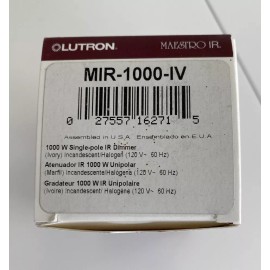 LUTRON MAESTRO IR
MIR-1000-IV
0 27557 16271 5
Assembled in U.S.A. Ensamblado en E.U.A.
1000 W Single-pole IR Dimmer
(Ivory) Incandescent/Halogen (120 V~ 60 Hz)
Atenuador IR 1000 W Unipolar
(Marfil) Incandescente/Halógena (120 V~ 60 Hz)
Gradateur 1000 W IR Unipolaire
(Ivoire) Incandescent/ Halogène (120 V~ 60 Hz)